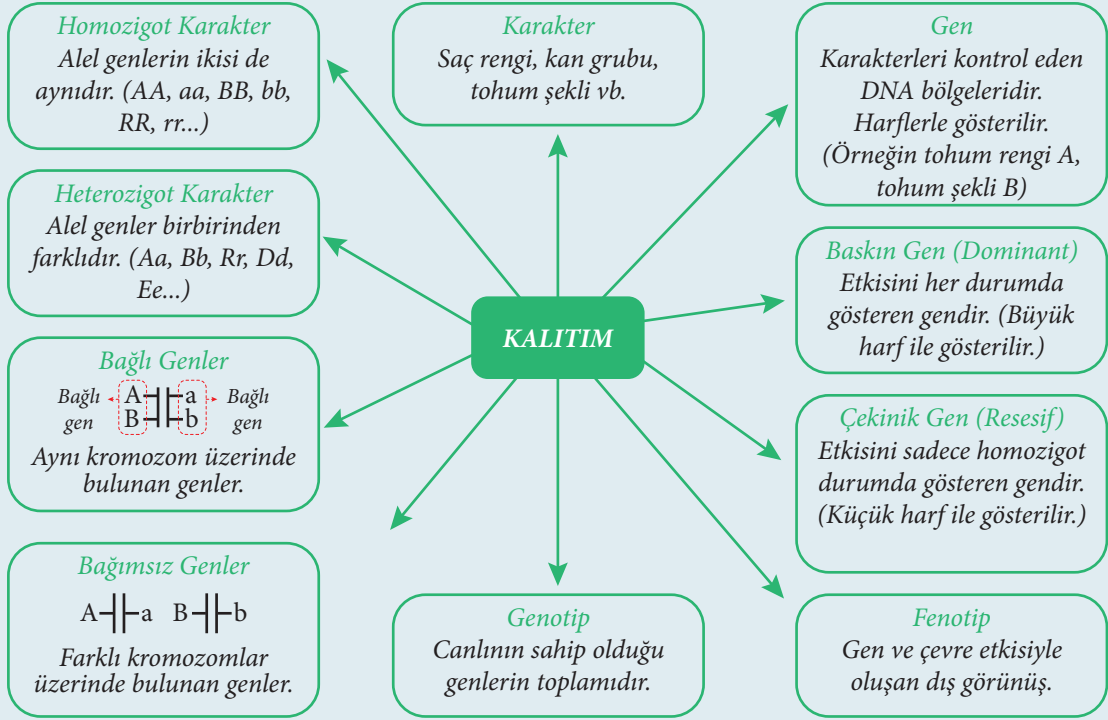 Homozigot Karakter
Alel genlerin ikisi de
aynıdır. (AA, aa, BB, bb,
RR, rr...)
Karakter
Saç rengi, kan grubu,
tohum şekli vb.
Gen
Karakterleri kontrol eden
DNA bölgeleridir.
Harflerle gösterilir.
(Örneğin tohum rengi A,
tohum şekli B)
Heterozigot Karakter
Alel genler birbirinden
farklıdır. (Aa, Bb, Rr, Dd,
Ee...)
Baskın Gen (Dominant)
Etkisini her durumda
gösteren gendir. (Büyük
harf ile gösterilir.)
KALITIM
Bağlı Genler
Bağlı A a Bağlı
gen B b gen
Aynı kromozom üzerinde
bulunan genler.
Çekinik Gen (Resesif)
Etkisini sadece homozigot
durumda gösteren gendir.
(Küçük harf ile gösterilir.)
Bağımsız Genler
A a B b
Farklı kromozomlar
üzerinde bulunan genler.
Genotip
Canlının sahip olduğu
genlerin toplamıdır.
Fenotip
Gen ve çevre etkisiyle
oluşan dış görünüş.